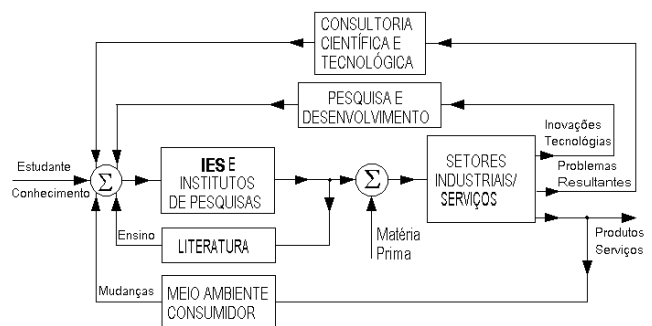 CONSULTORIA
CIENTÍFICA E
TECNOLÓGICA
PESQUISA E
DESENVOLVIMENTO
Inovações
Tecnológias
Estudante
Conhecimento
Σ
IES E
INSTITUTOS
DE PESQUISAS
Σ
SETORES
INDUSTRIAIS/
SERVIÇOS
Problemas
Resultantes
Ensino
LITERATURA
Matéria
Prima
Produtos
Serviços
Mudanças
MEIO AMBIENTE
CONSUMIDOR